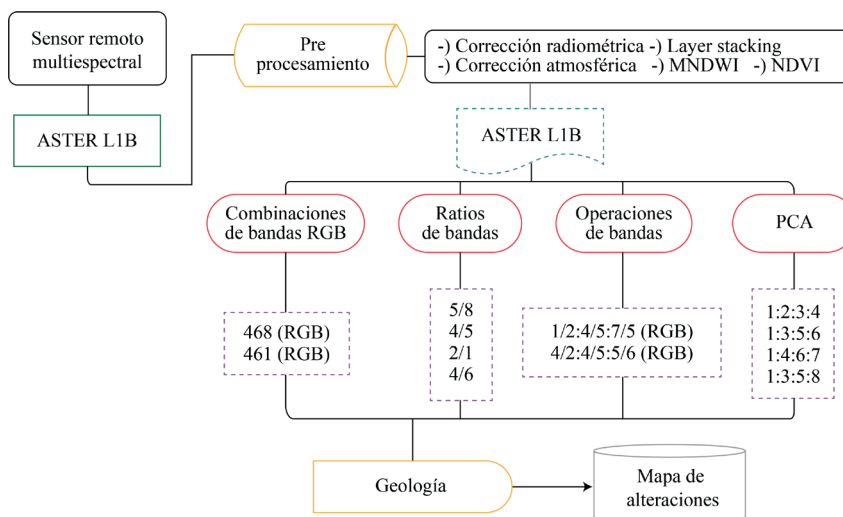 Sensor remoto
multiespectral
ASTER L1B
Pre
procesamiento
-) Corrección radiométrica -) Layer stacking
-) Corrección atmosférica -) MNDWI -) NDVI
ASTER L1B
Combinaciones
de bandas RGB
Ratios
de bandas
Operaciones
de bandas
PCA
468 (RGB)
461 (RGB)
5/8
4/5
2/1
4/6
1/2:4/5:7/5 (RGB)
4/2:4/5:5/6 (RGB)
1:2:3:4
1:3:5:6
1:4:6:7
1:3:5:8
Geología
Mapa de
alteraciones